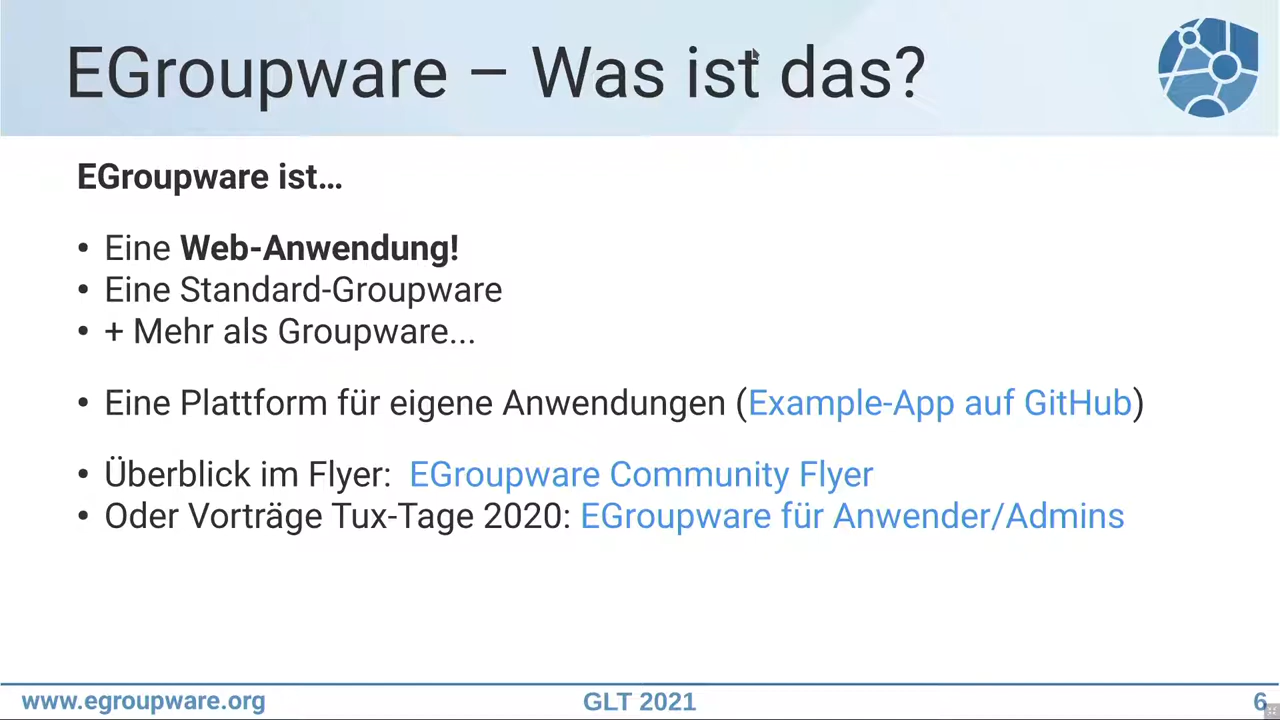 EGroupware – Was ist das?
EGroupware ist...
• Eine Web-Anwendung!
• Eine Standard-Groupware
• + Mehr als Groupware...
• Eine Plattform für eigene Anwendungen (Example-App auf GitHub)
• Überblick im Flyer: EGroupware Community Flyer
• Oder Vorträge Tux-Tage 2020: EGroupware für Anwender/Admins
www.egroupware.org
GLT 2021
6